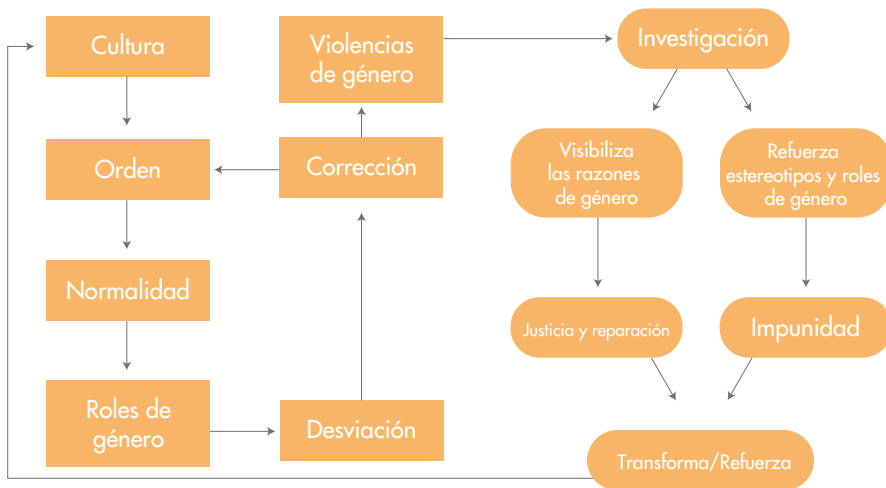 Cultura
Orden
Normalidad
Roles de
género
Violencias
de género
Corrección
Desviación
Investigación
Visibiliza
las razones
de género
Refuerza
estereotipos y roles
de género
Justicia y reparación
Impunidad
Transforma/Refuerza